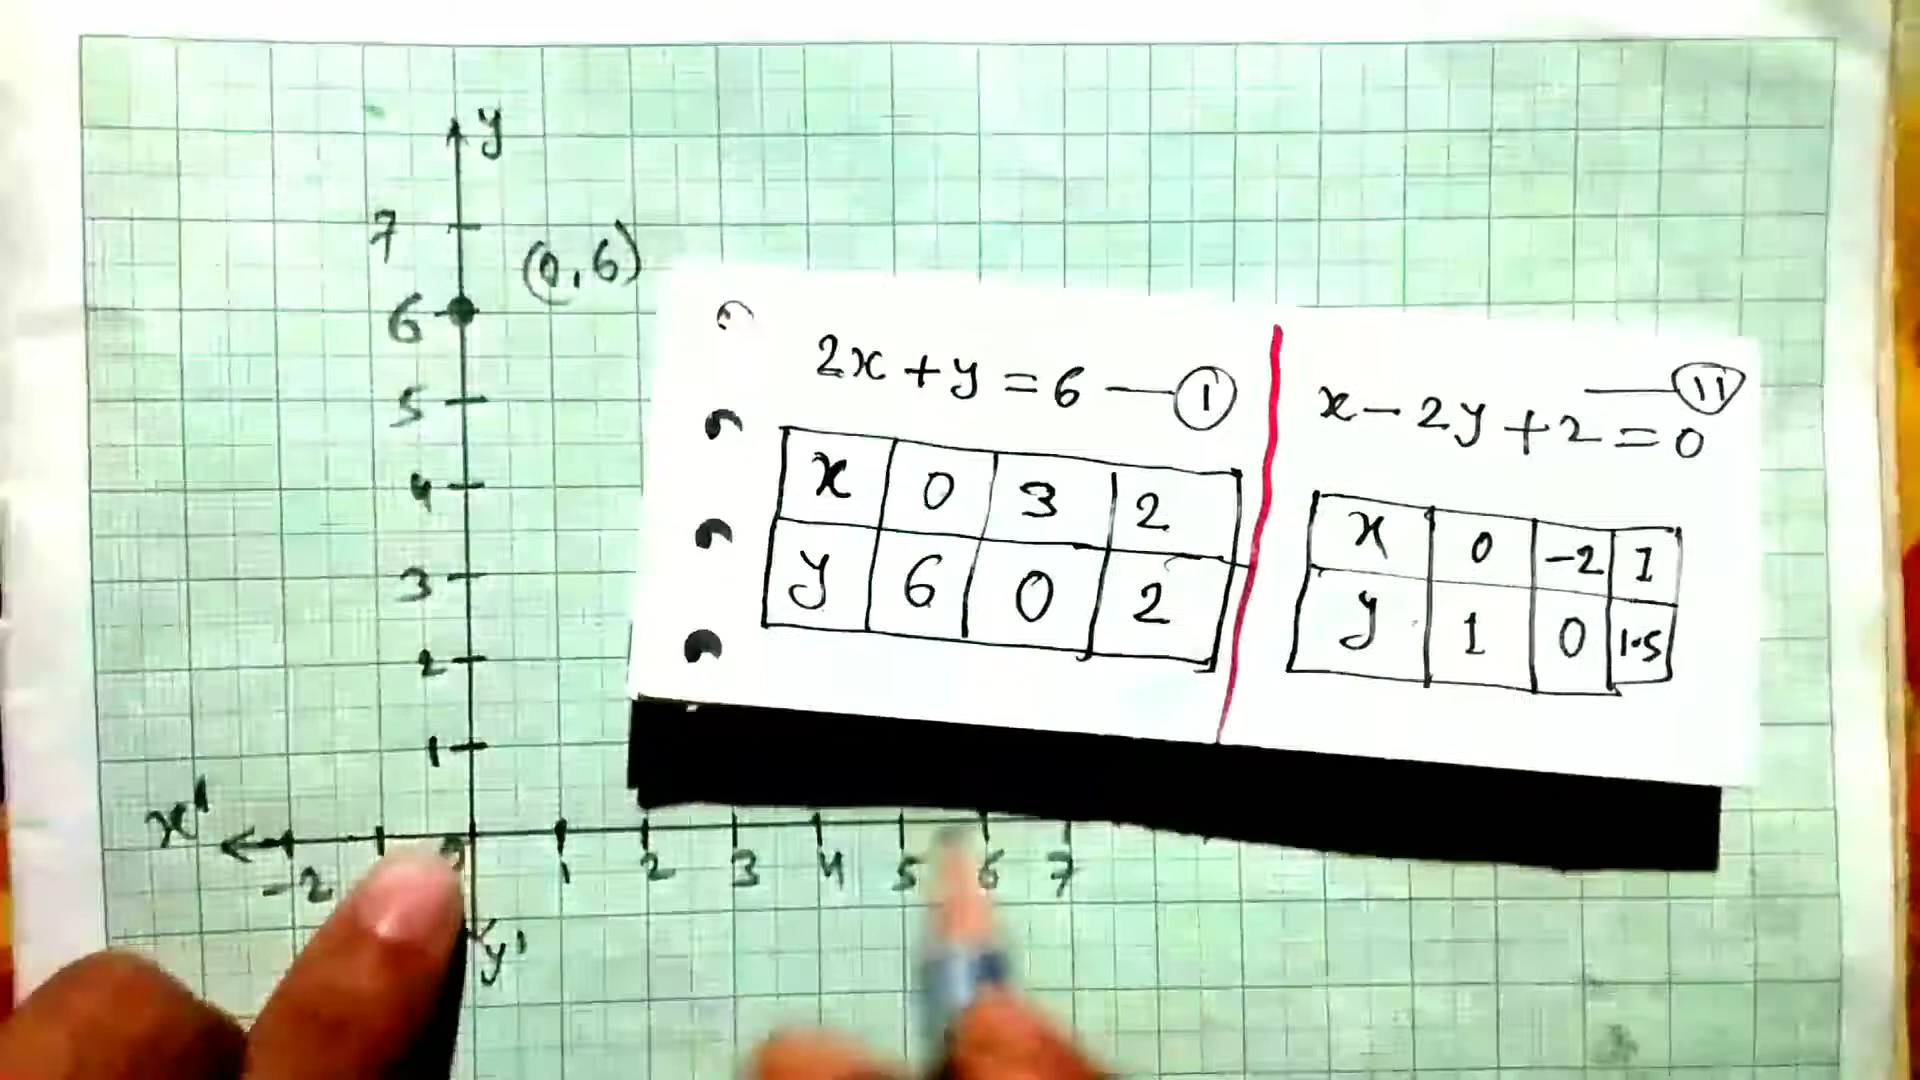 y
7
(0,6)
6
5
4
3
2
1
x'
-2
1 2 3 4 5 6 7
y'
2x + y = 6 — ①
x 0 3 2
y 6 0 2
x - 2y + 2 = 0 — ⑪
x 0 -2 1
y 1 0 1.5